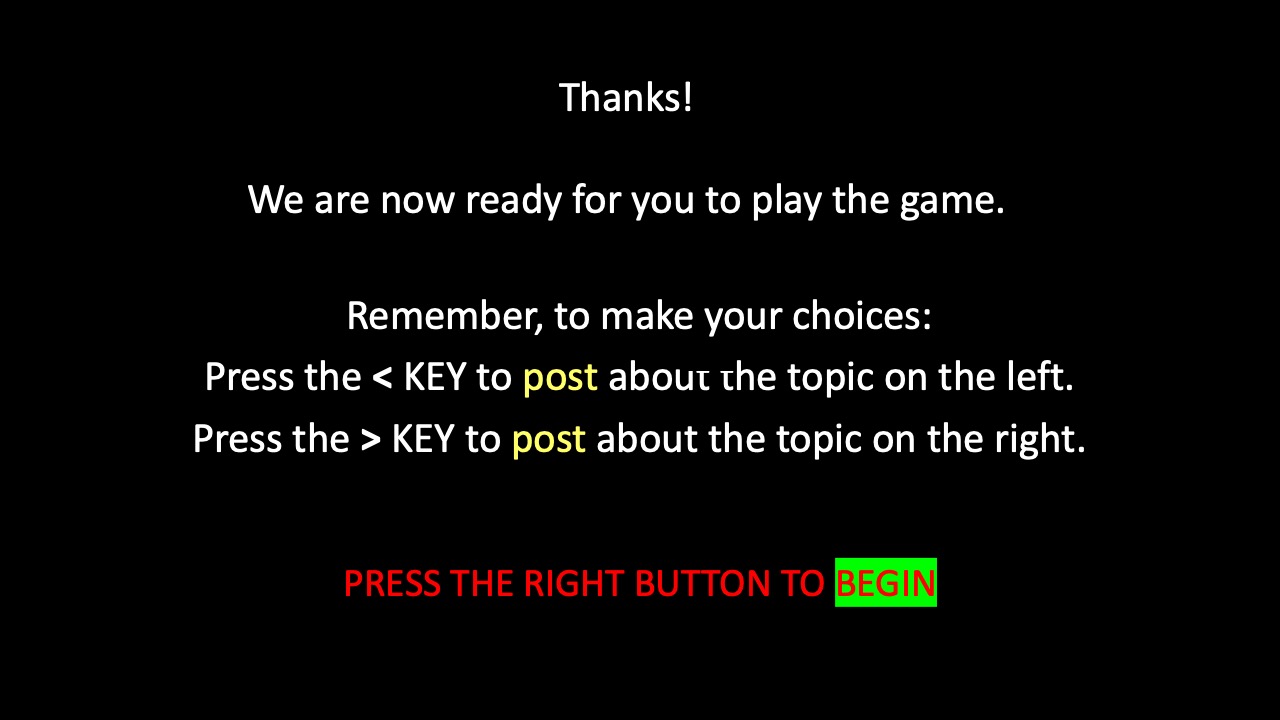 Thanks!
We are now ready for you to play the game.
Remember, to make your choices:
Press the < KEY to post abouτ τhe topic on the left.
Press the > KEY to post about the topic on the right.
PRESS THE RIGHT BUTTON TO BEGIN